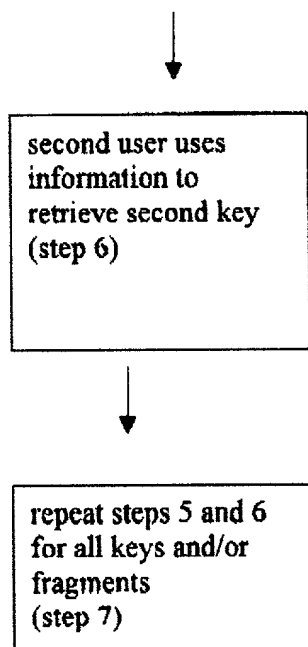 second user uses
information to
retrieve second key
(step 6)
repeat steps 5 and 6
for all keys and/or
fragments
(step 7)